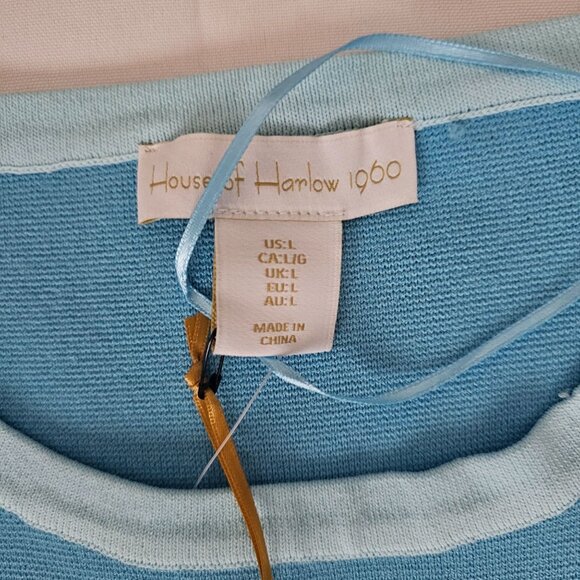 House of Harlow 1960
US:L
CA:L/G
UK:L
EU:L
AU:L
MADE IN
CHINA